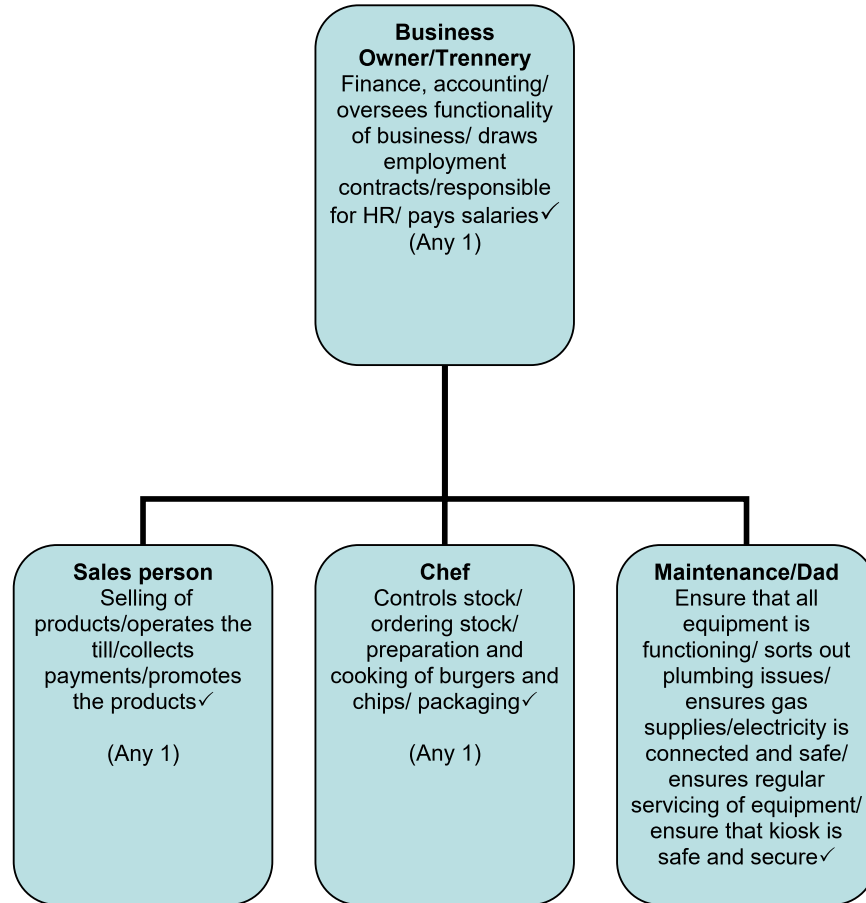 Business
Owner/Trennery
Finance, accounting/
oversees functionality
of business/ draws
employment
contracts/responsible
for HR/ pays salaries✓
(Any 1)
Sales person
Selling of
products/operates the
till/collects
payments/promotes
the products✓
(Any 1)
Chef
Controls stock/
ordering stock/
preparation and
cooking of burgers and
chips/ packaging✓
(Any 1)
Maintenance/Dad
Ensure that all
equipment is
functioning/ sorts out
plumbing issues/
ensures gas
supplies/electricity is
connected and safe/
ensures regular
servicing of equipment/
ensure that kiosk is
safe and secure✓